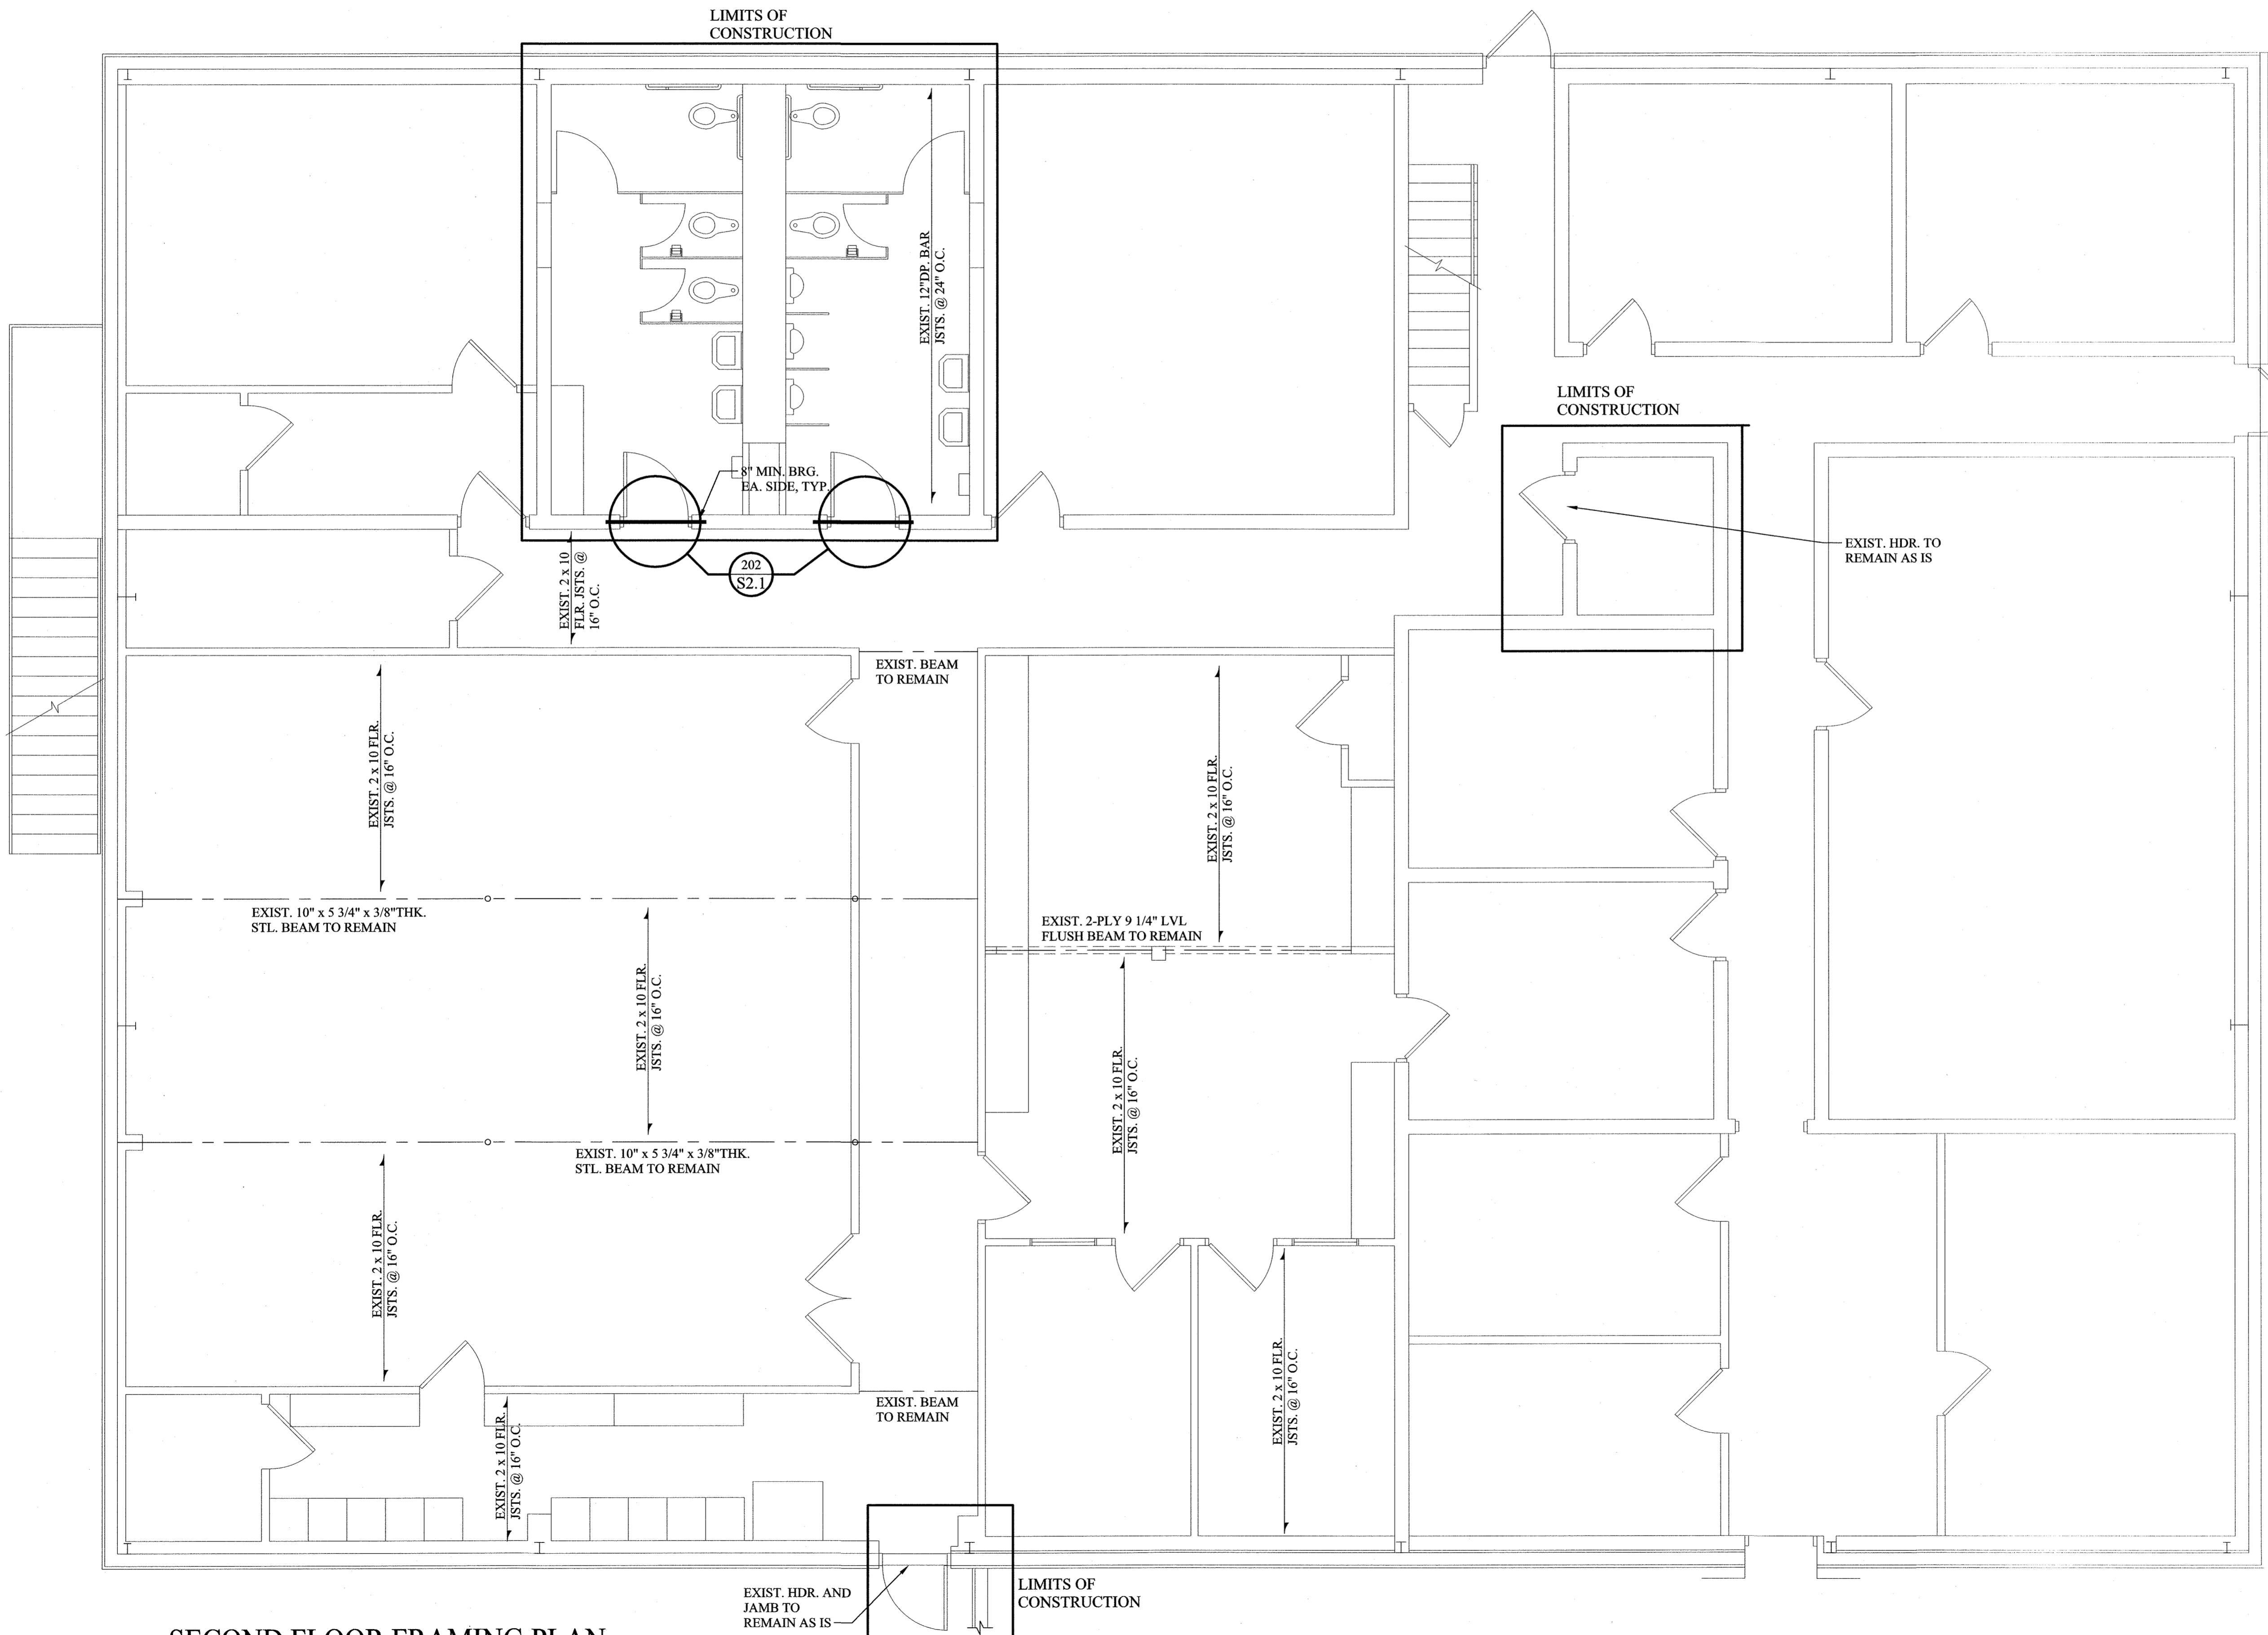 LIMITS OF
CONSTRUCTION
EXIST. 12"DP. BAR
JSTS. @ 24" O.C.
LIMITS OF
CONSTRUCTION
8" MIN. BRG.
EA. SIDE, TYP.
EXIST. HDR. TO
REMAIN AS IS
202
S2.1
EXIST. 2 x 10
FLR. JSTS. @
16" O.C.
EXIST. BEAM
TO REMAIN
EXIST. 2 x 10 FLR.
JSTS. @ 16" O.C.
EXIST. 2 x 10 FLR.
JSTS. @ 16" O.C.
EXIST. 10" x 5 3/4" x 3/8"THK.
STL. BEAM TO REMAIN
EXIST. 2-PLY 9 1/4" LVL
FLUSH BEAM TO REMAIN
EXIST. 2 x 10 FLR.
JSTS. @ 16" O.C.
EXIST. 2 x 10 FLR.
JSTS. @ 16" O.C.
EXIST. 10" x 5 3/4" x 3/8"THK.
STL. BEAM TO REMAIN
EXIST. 2 x 10 FLR.
JSTS. @ 16" O.C.
EXIST. 2 x 10 FLR.
JSTS. @ 16" O.C.
EXIST. BEAM
TO REMAIN
EXIST. 2 x 10 FLR.
JSTS. @ 16" O.C.
LIMITS OF
CONSTRUCTION
EXIST. HDR. AND
JAMB TO
REMAIN AS IS
SECOND FLOOR FRAMING PLAN